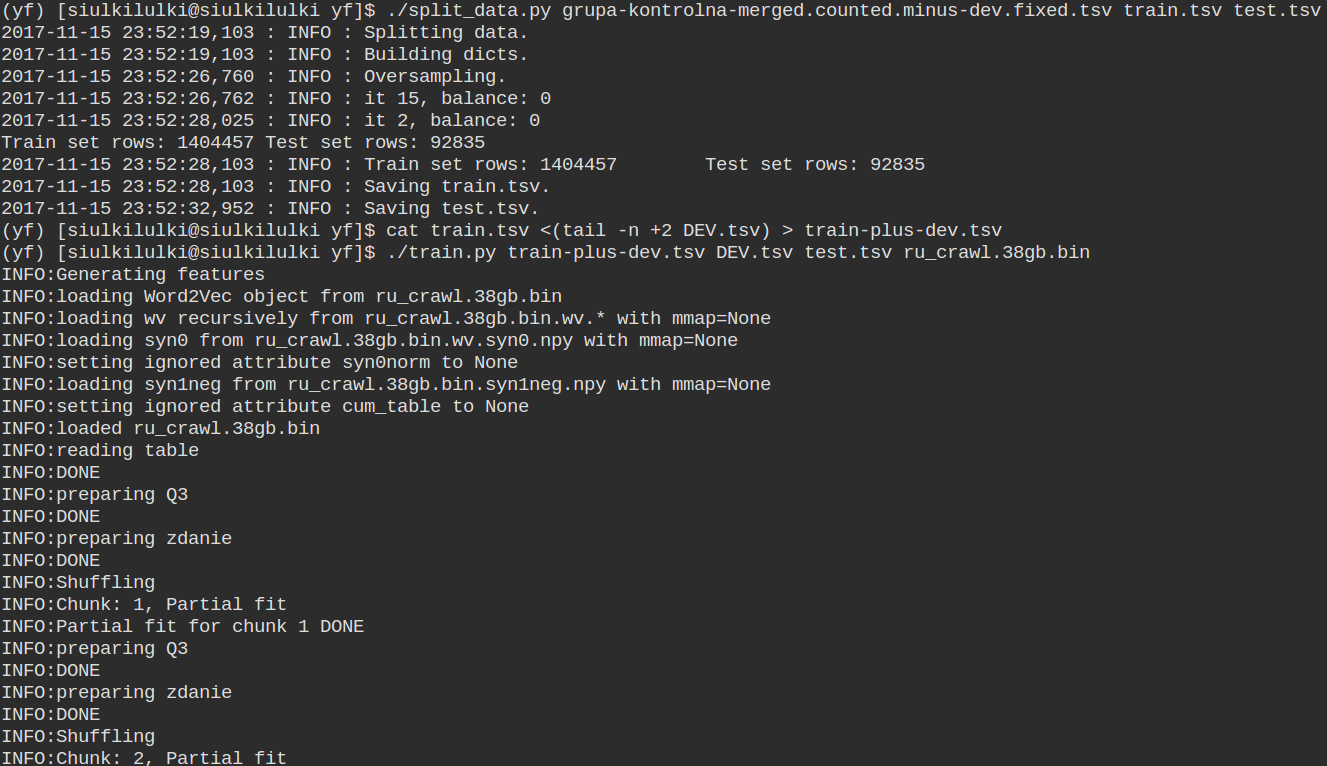 (yf) [siulkilulki@siulkilulki yf]$ ./split_data.py grupa-kontrolna-merged.counted.minus-dev.fixed.tsv train.tsv test.tsv
2017-11-15 23:52:19,103 : INFO : Splitting data.
2017-11-15 23:52:19,103 : INFO : Building dicts.
2017-11-15 23:52:26,760 : INFO : Oversampling.
2017-11-15 23:52:26,762 : INFO : it 15, balance: 0
2017-11-15 23:52:28,025 : INFO : it 2, balance: 0
Train set rows: 1404457 Test set rows: 92835
2017-11-15 23:52:28,103 : INFO : Train set rows: 1404457        Test set rows: 92835
2017-11-15 23:52:28,103 : INFO : Saving train.tsv.
2017-11-15 23:52:32,952 : INFO : Saving test.tsv.
(yf) [siulkilulki@siulkilulki yf]$ cat train.tsv <(tail -n +2 DEV.tsv) > train-plus-dev.tsv
(yf) [siulkilulki@siulkilulki yf]$ ./train.py train-plus-dev.tsv DEV.tsv test.tsv ru_crawl.38gb.bin
INFO:Generating features
INFO:loading Word2Vec object from ru_crawl.38gb.bin
INFO:loading wv recursively from ru_crawl.38gb.bin.wv.* with mmap=None
INFO:loading syn0 from ru_crawl.38gb.bin.wv.syn0.npy with mmap=None
INFO:setting ignored attribute syn0norm to None
INFO:loading syn1neg from ru_crawl.38gb.bin.syn1neg.npy with mmap=None
INFO:setting ignored attribute cum_table to None
INFO:loaded ru_crawl.38gb.bin
INFO:reading table
INFO:DONE
INFO:preparing Q3
INFO:DONE
INFO:preparing zdanie
INFO:DONE
INFO:Shuffling
INFO:Chunk: 1, Partial fit
INFO:Partial fit for chunk 1 DONE
INFO:preparing Q3
INFO:DONE
INFO:preparing zdanie
INFO:DONE
INFO:Shuffling
INFO:Chunk: 2, Partial fit